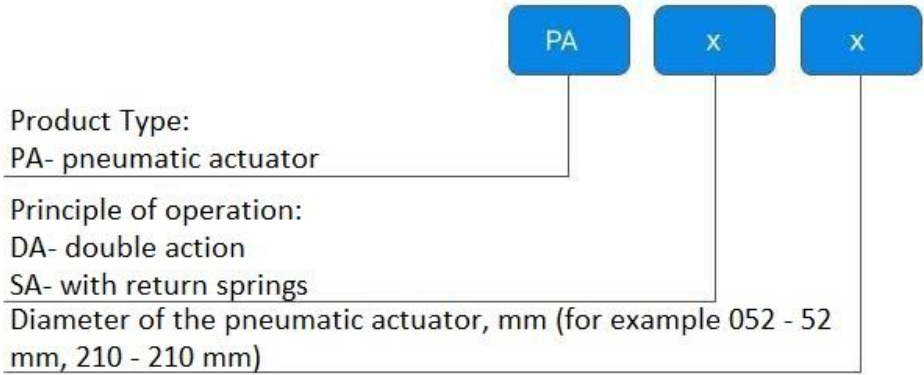 PA x x
Product Type:
PA- pneumatic actuator
Principle of operation:
DA- double action
SA- with return springs
Diameter of the pneumatic actuator, mm (for example 052 - 52
mm, 210 - 210 mm)